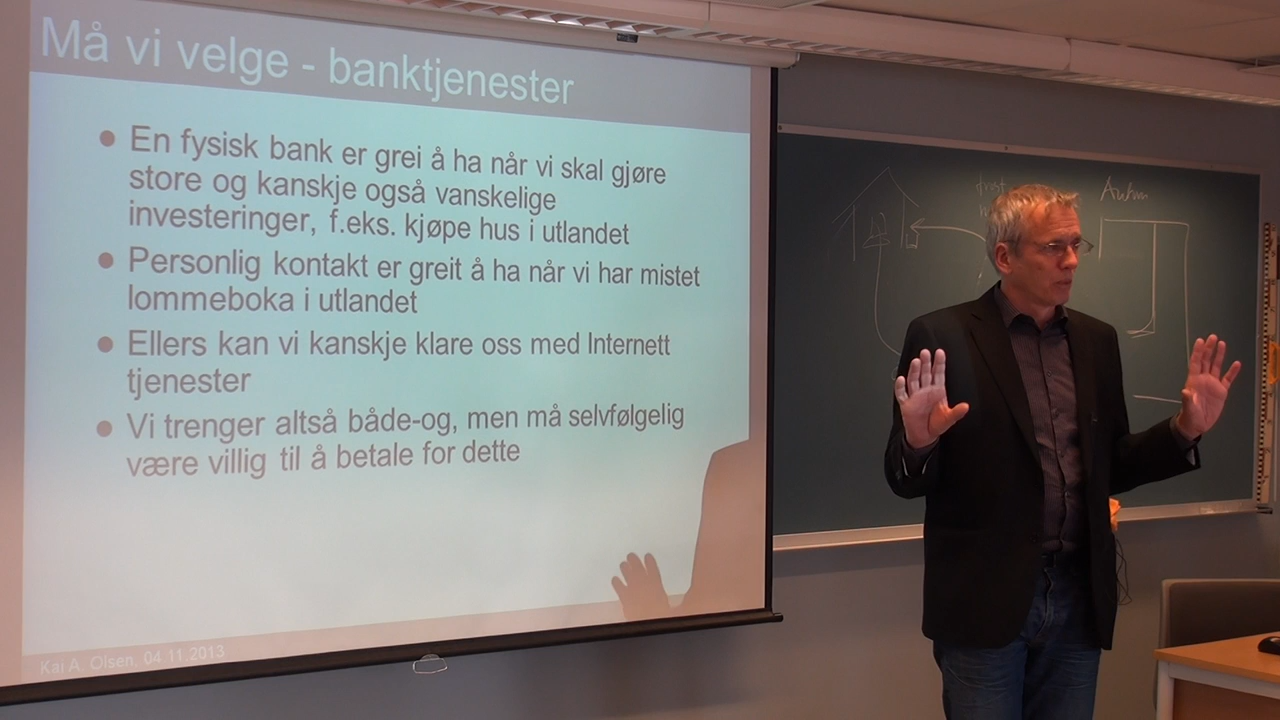 Må vi velge - banktjenester
● En fysisk bank er grei å ha når vi skal gjøre
store og kanskje også vanskelige
investeringer, f.eks. kjøpe hus i utlandet
● Personlig kontakt er greit å ha når vi har mistet
lommeboka i utlandet
● Ellers kan vi kanskje klare oss med Internett
tjenester
● Vi trenger altså både-og, men må selvfølgelig
være villig til å betale for dette
Kai A. Olsen, 04.11.2013